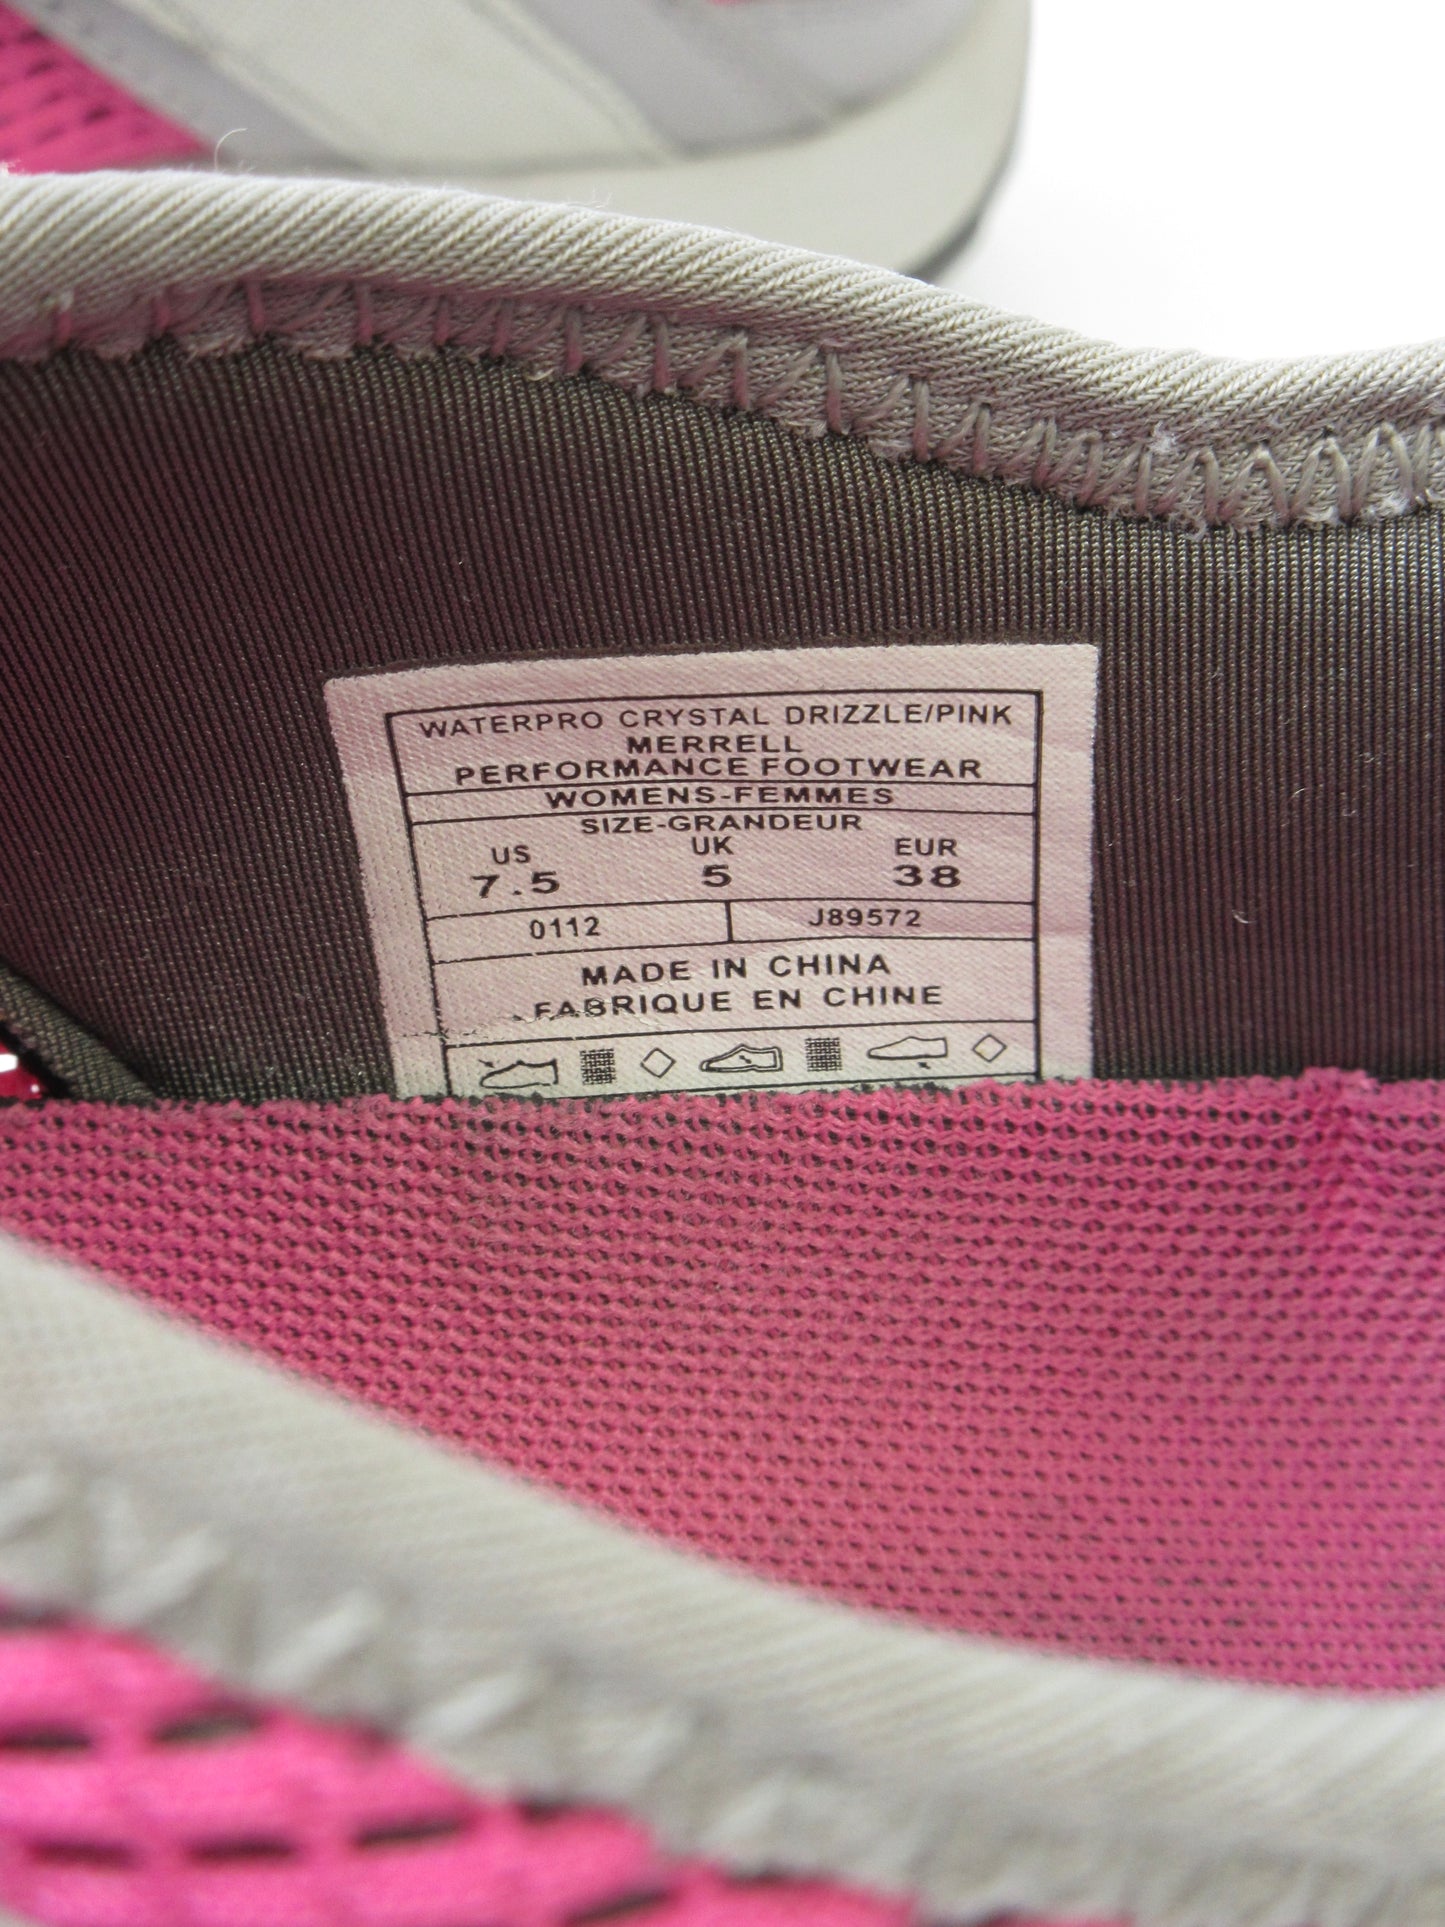 WATERPRO CRYSTAL DRIZZLE/PINK
MERRELL
PERFORMANCE FOOTWEAR
WOMENS-FEMMES
SIZE-GRANDEUR
US UK EUR
7.5 5 38
0112 J89572
MADE IN CHINA
FABRIQUE EN CHINE